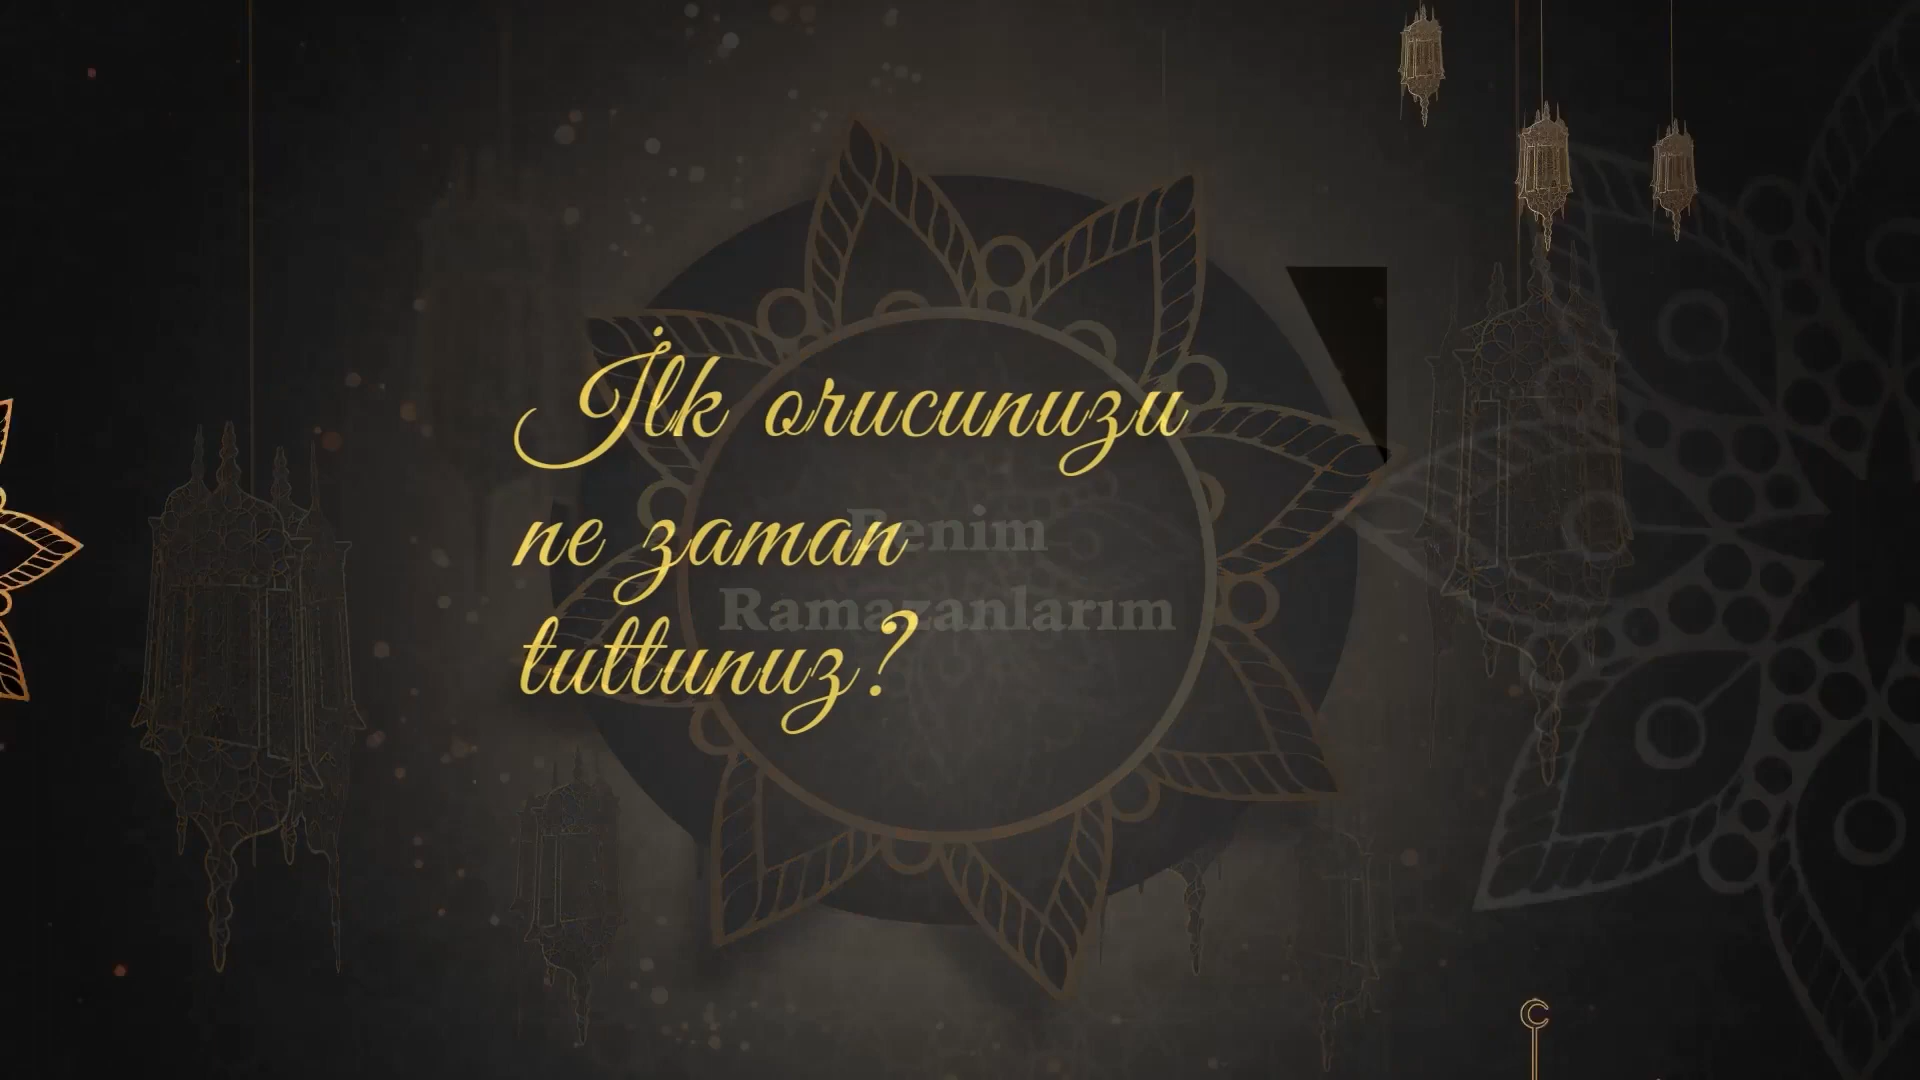 İlk orucunuzu
ne zaman
tuttunuz?
Benim
Ramazanlarım